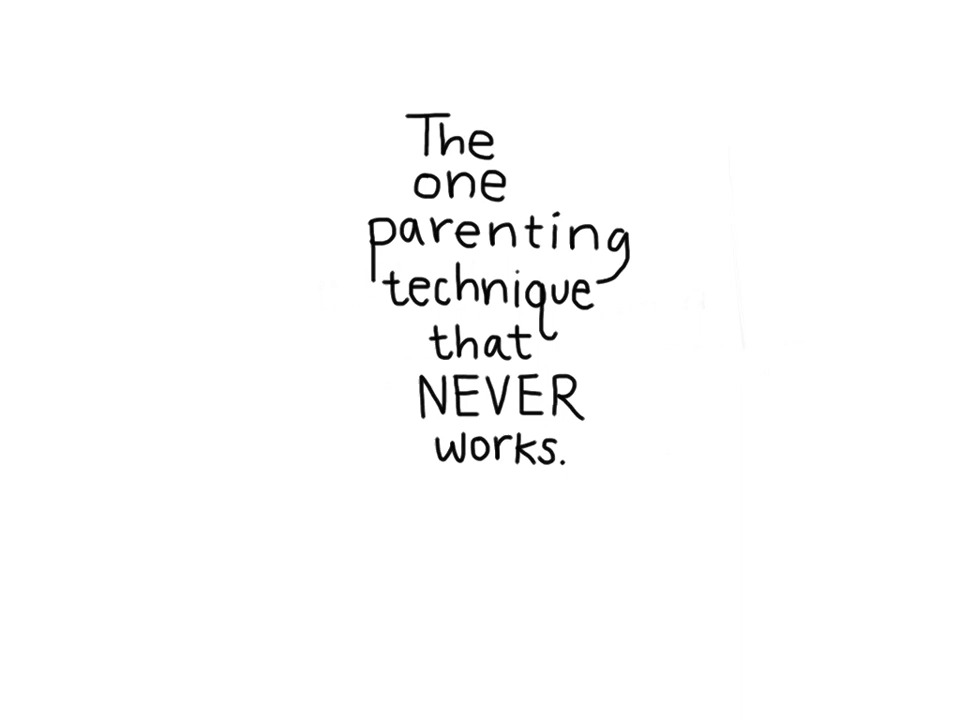 The
one
parenting
technique
that
NEVER
works.